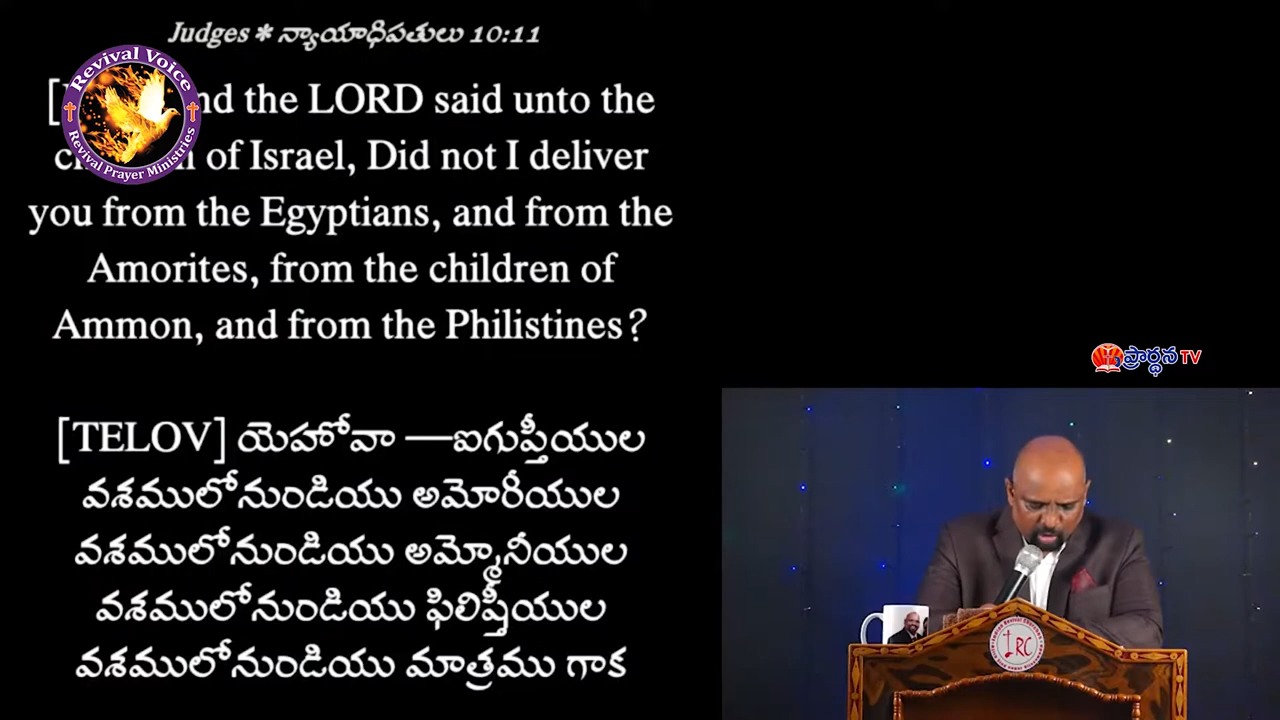 Judges * న్యాయాధిపతులు 10:11
Revival Voice
Revival Prayer Ministries
the LORD said unto the
of Israel, Did not I deliver
you from the Egyptians, and from the
Amorites, from the children of
Ammon, and from the Philistines?
[TELOV] యెహోవా —ఐగుప్తీయుల
వశములోనుండియు అమోరీయుల
వశములోనుండియు అమ్మోనీయుల
వశములోనుండియు ఫిలిష్తీయుల
వశములోనుండియు మాత్రము గాక
ప్రార్థన TV
RC